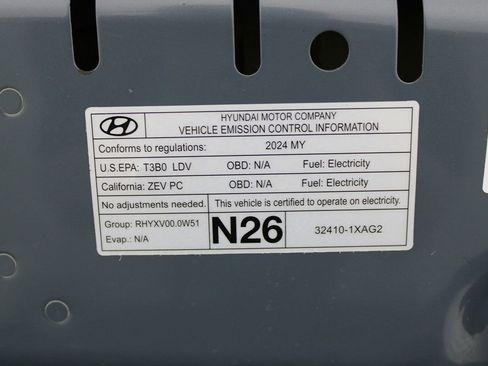 HYUNDAI MOTOR COMPANY
VEHICLE EMISSION CONTROL INFORMATION
Conforms to regulations: 2024 MY
U.S.EPA: T3B0 LDV OBD: N/A Fuel: Electricity
California: ZEV PC OBD: N/A Fuel: Electricity
No adjustments needed. This vehicle is certified to operate on electricity.
Group: RHYXV00.0W51
Evap.: N/A
N26
32410-1XAG2